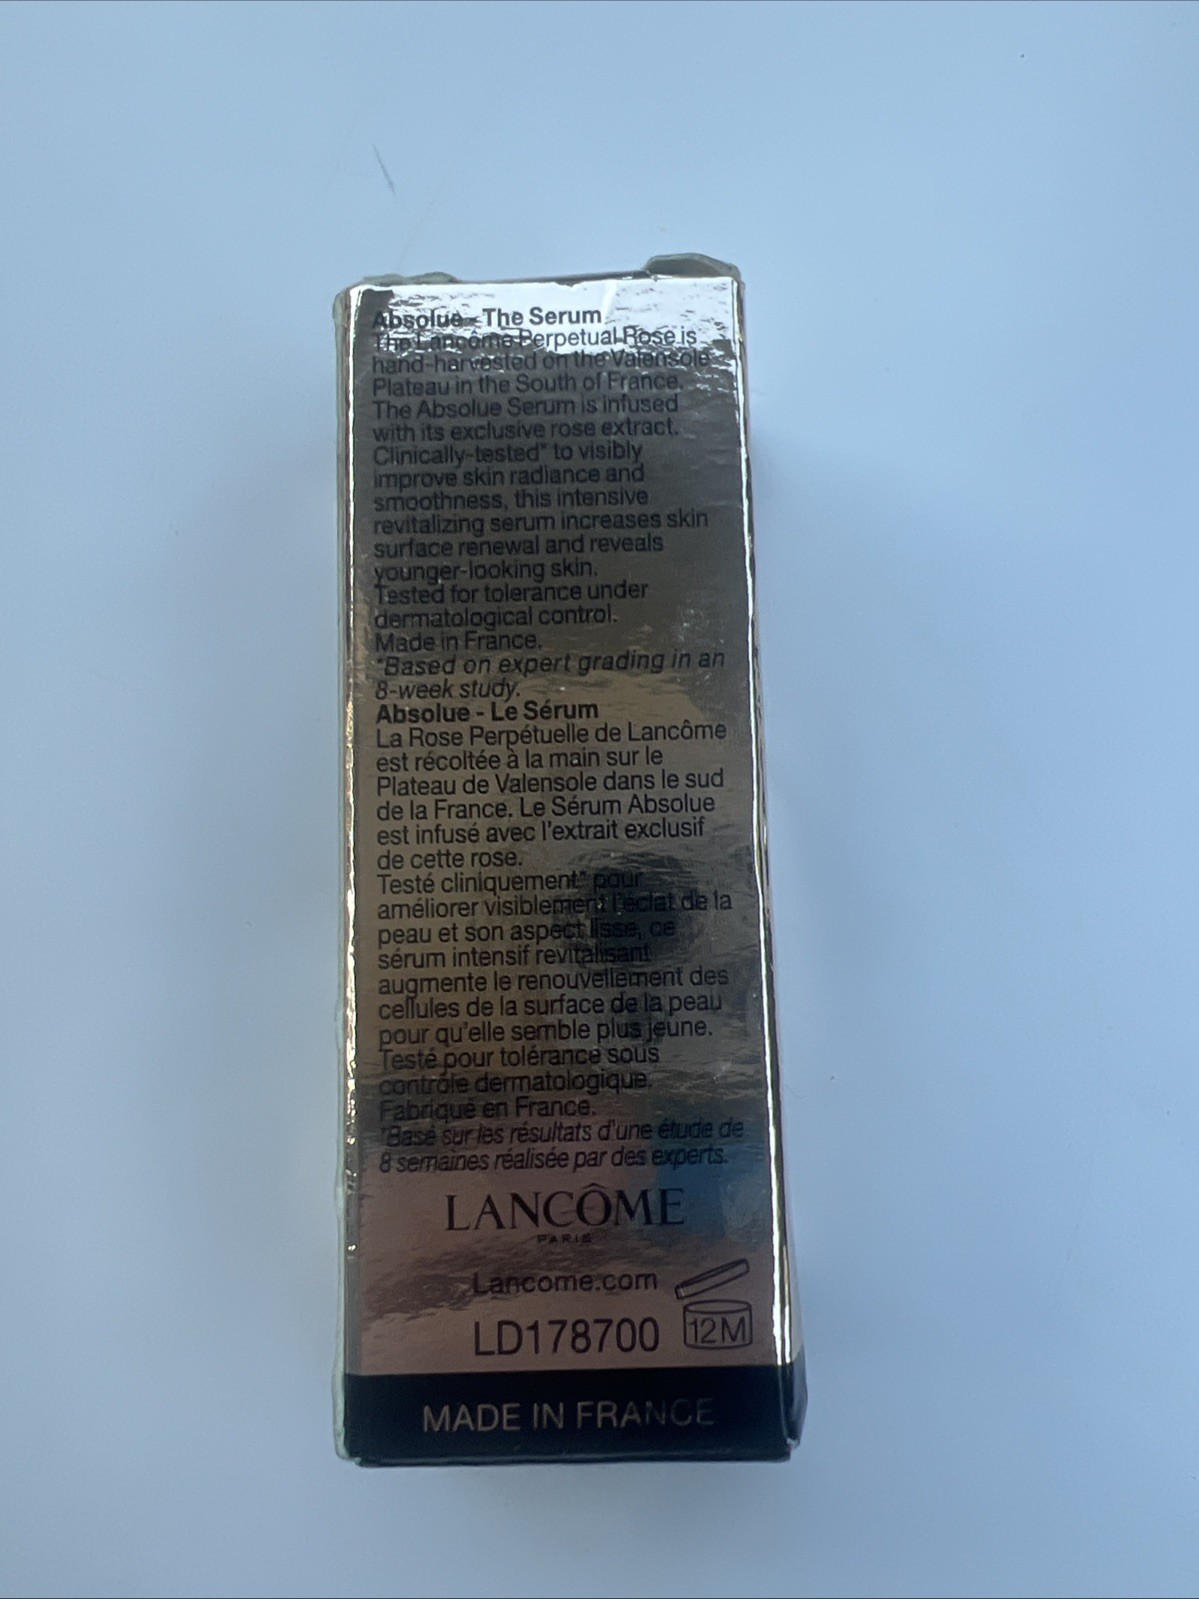 Absolue - The Serum
The Lancôme Perpetual Rose is
hand-harvested on the Valensole
Plateau in the South of France.
The Absolue Serum is infused
with its exclusive rose extract.
Clinically-tested* to visibly
improve skin radiance and
smoothness, this intensive
revitalizing serum increases skin
surface renewal and reveals
younger-looking skin.
Tested for tolerance under
dermatological control.
Made in France.
*Based on expert grading in an
8-week study.
Absolue - Le Sérum
La Rose Perpétuelle de Lancôme
est récoltée à la main sur le
Plateau de Valensole dans le sud
de la France. Le Sérum Absolue
est infusé avec l'extrait exclusif
de cette rose.
Testé cliniquement* pour
améliorer visiblement l'éclat de la
peau et son aspect lisse, ce
sérum intensif revitalisant
augmente le renouvellement des
cellules de la surface de la peau
pour qu'elle semble plus jeune.
Testé pour tolérance sous
contrôle dermatologique.
Fabriqué en France.
*Basé sur les résultats d'une étude de
8 semaines réalisée par des experts.
LANCÔME
PARIS
Lancome.com
LD178700 12M
MADE IN FRANCE